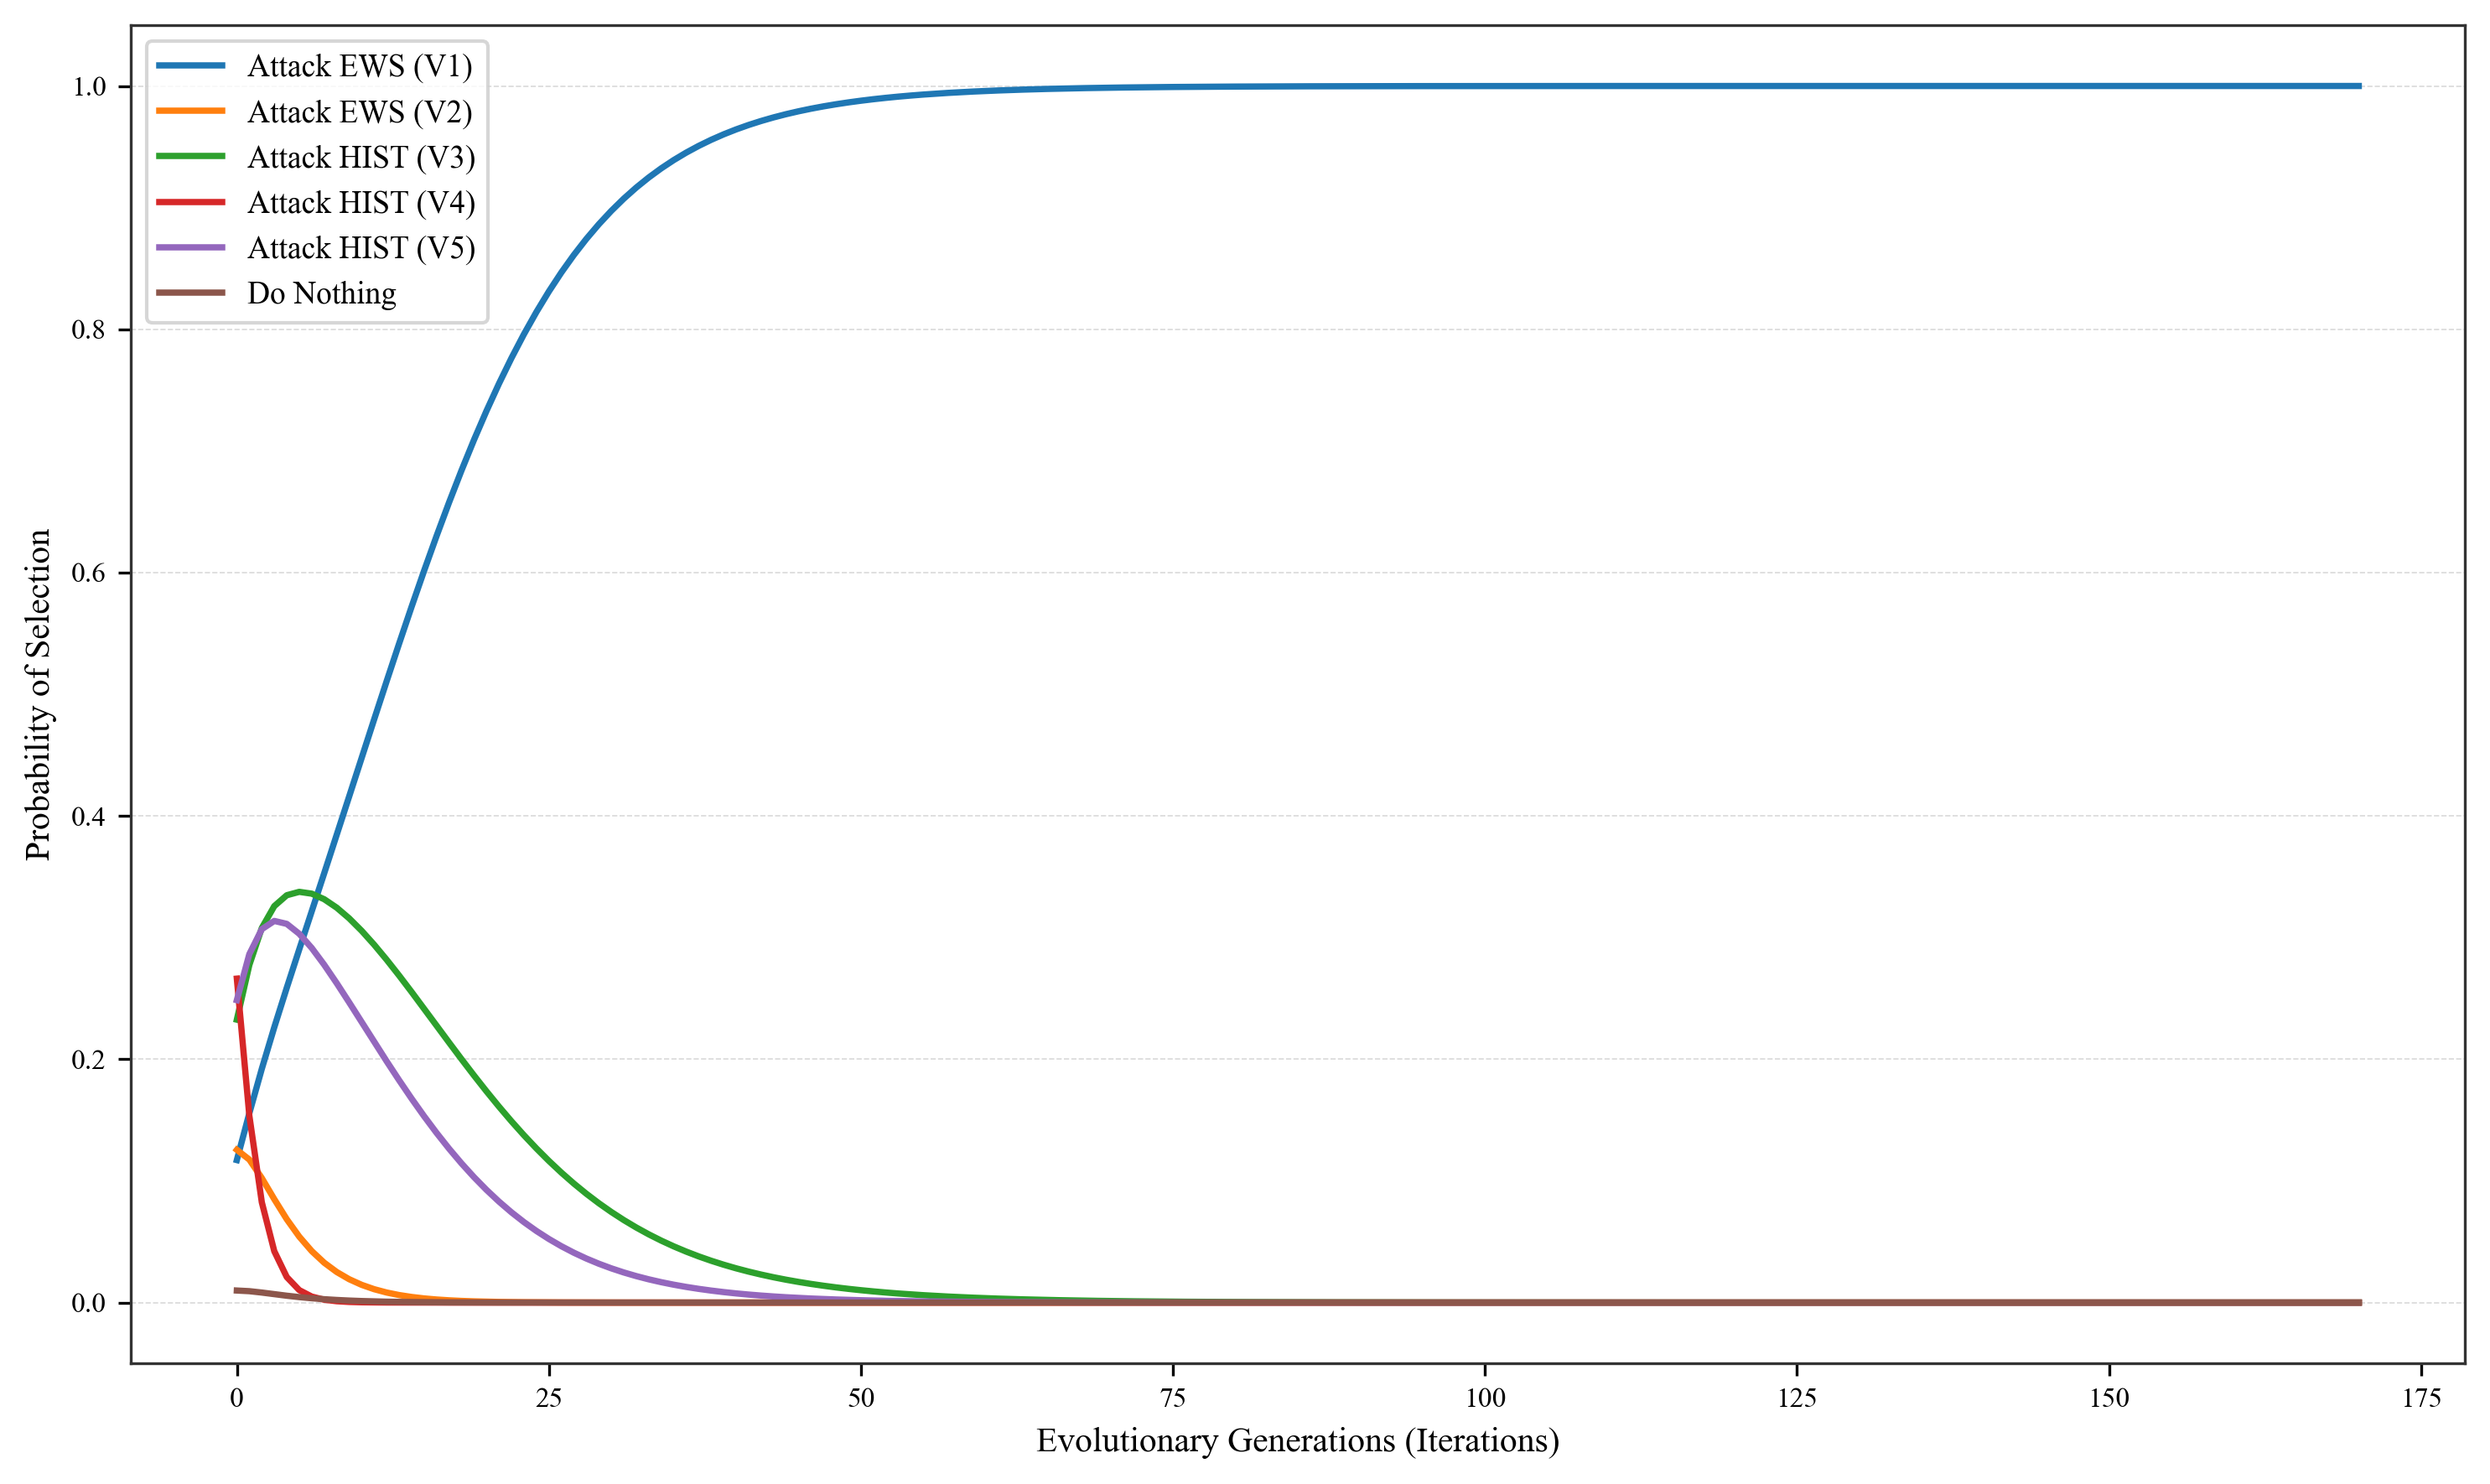 Attack EWS (V1)
Attack EWS (V2)
Attack HIST (V3)
Attack HIST (V4)
Attack HIST (V5)
Do Nothing
1.0
0.8
0.6
0.4
0.2
0.0
Probability of Selection
0 25 50 75 100 125 150 175
Evolutionary Generations (Iterations)